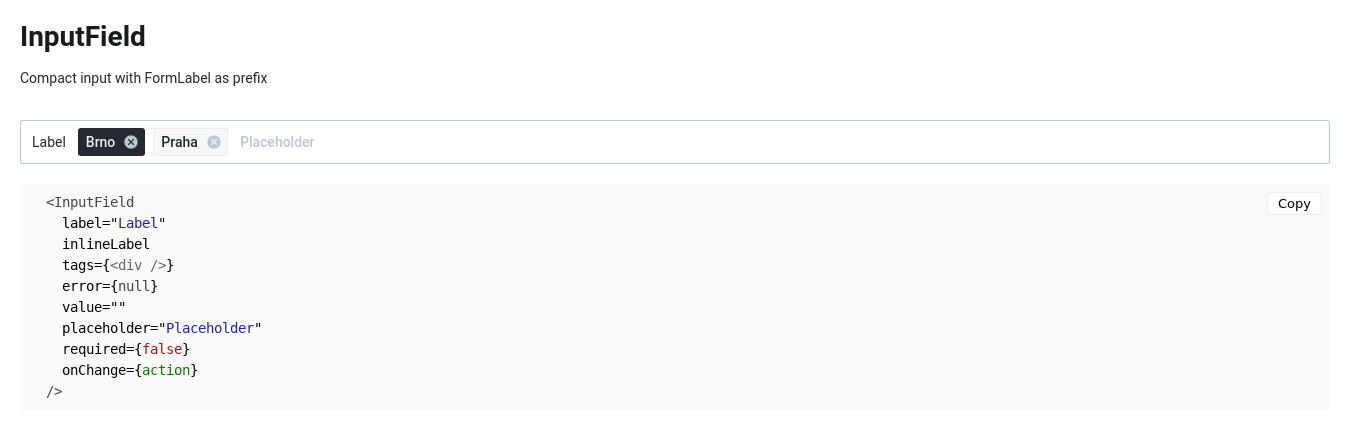 InputField
Compact input with FormLabel as prefix
Label Brno Praha Placeholder
<InputField
Copy
label="Label"
inlineLabel
tags={<div />}
error={null}
value=""
placeholder="Placeholder"
required={false}
onChange={action}
/>